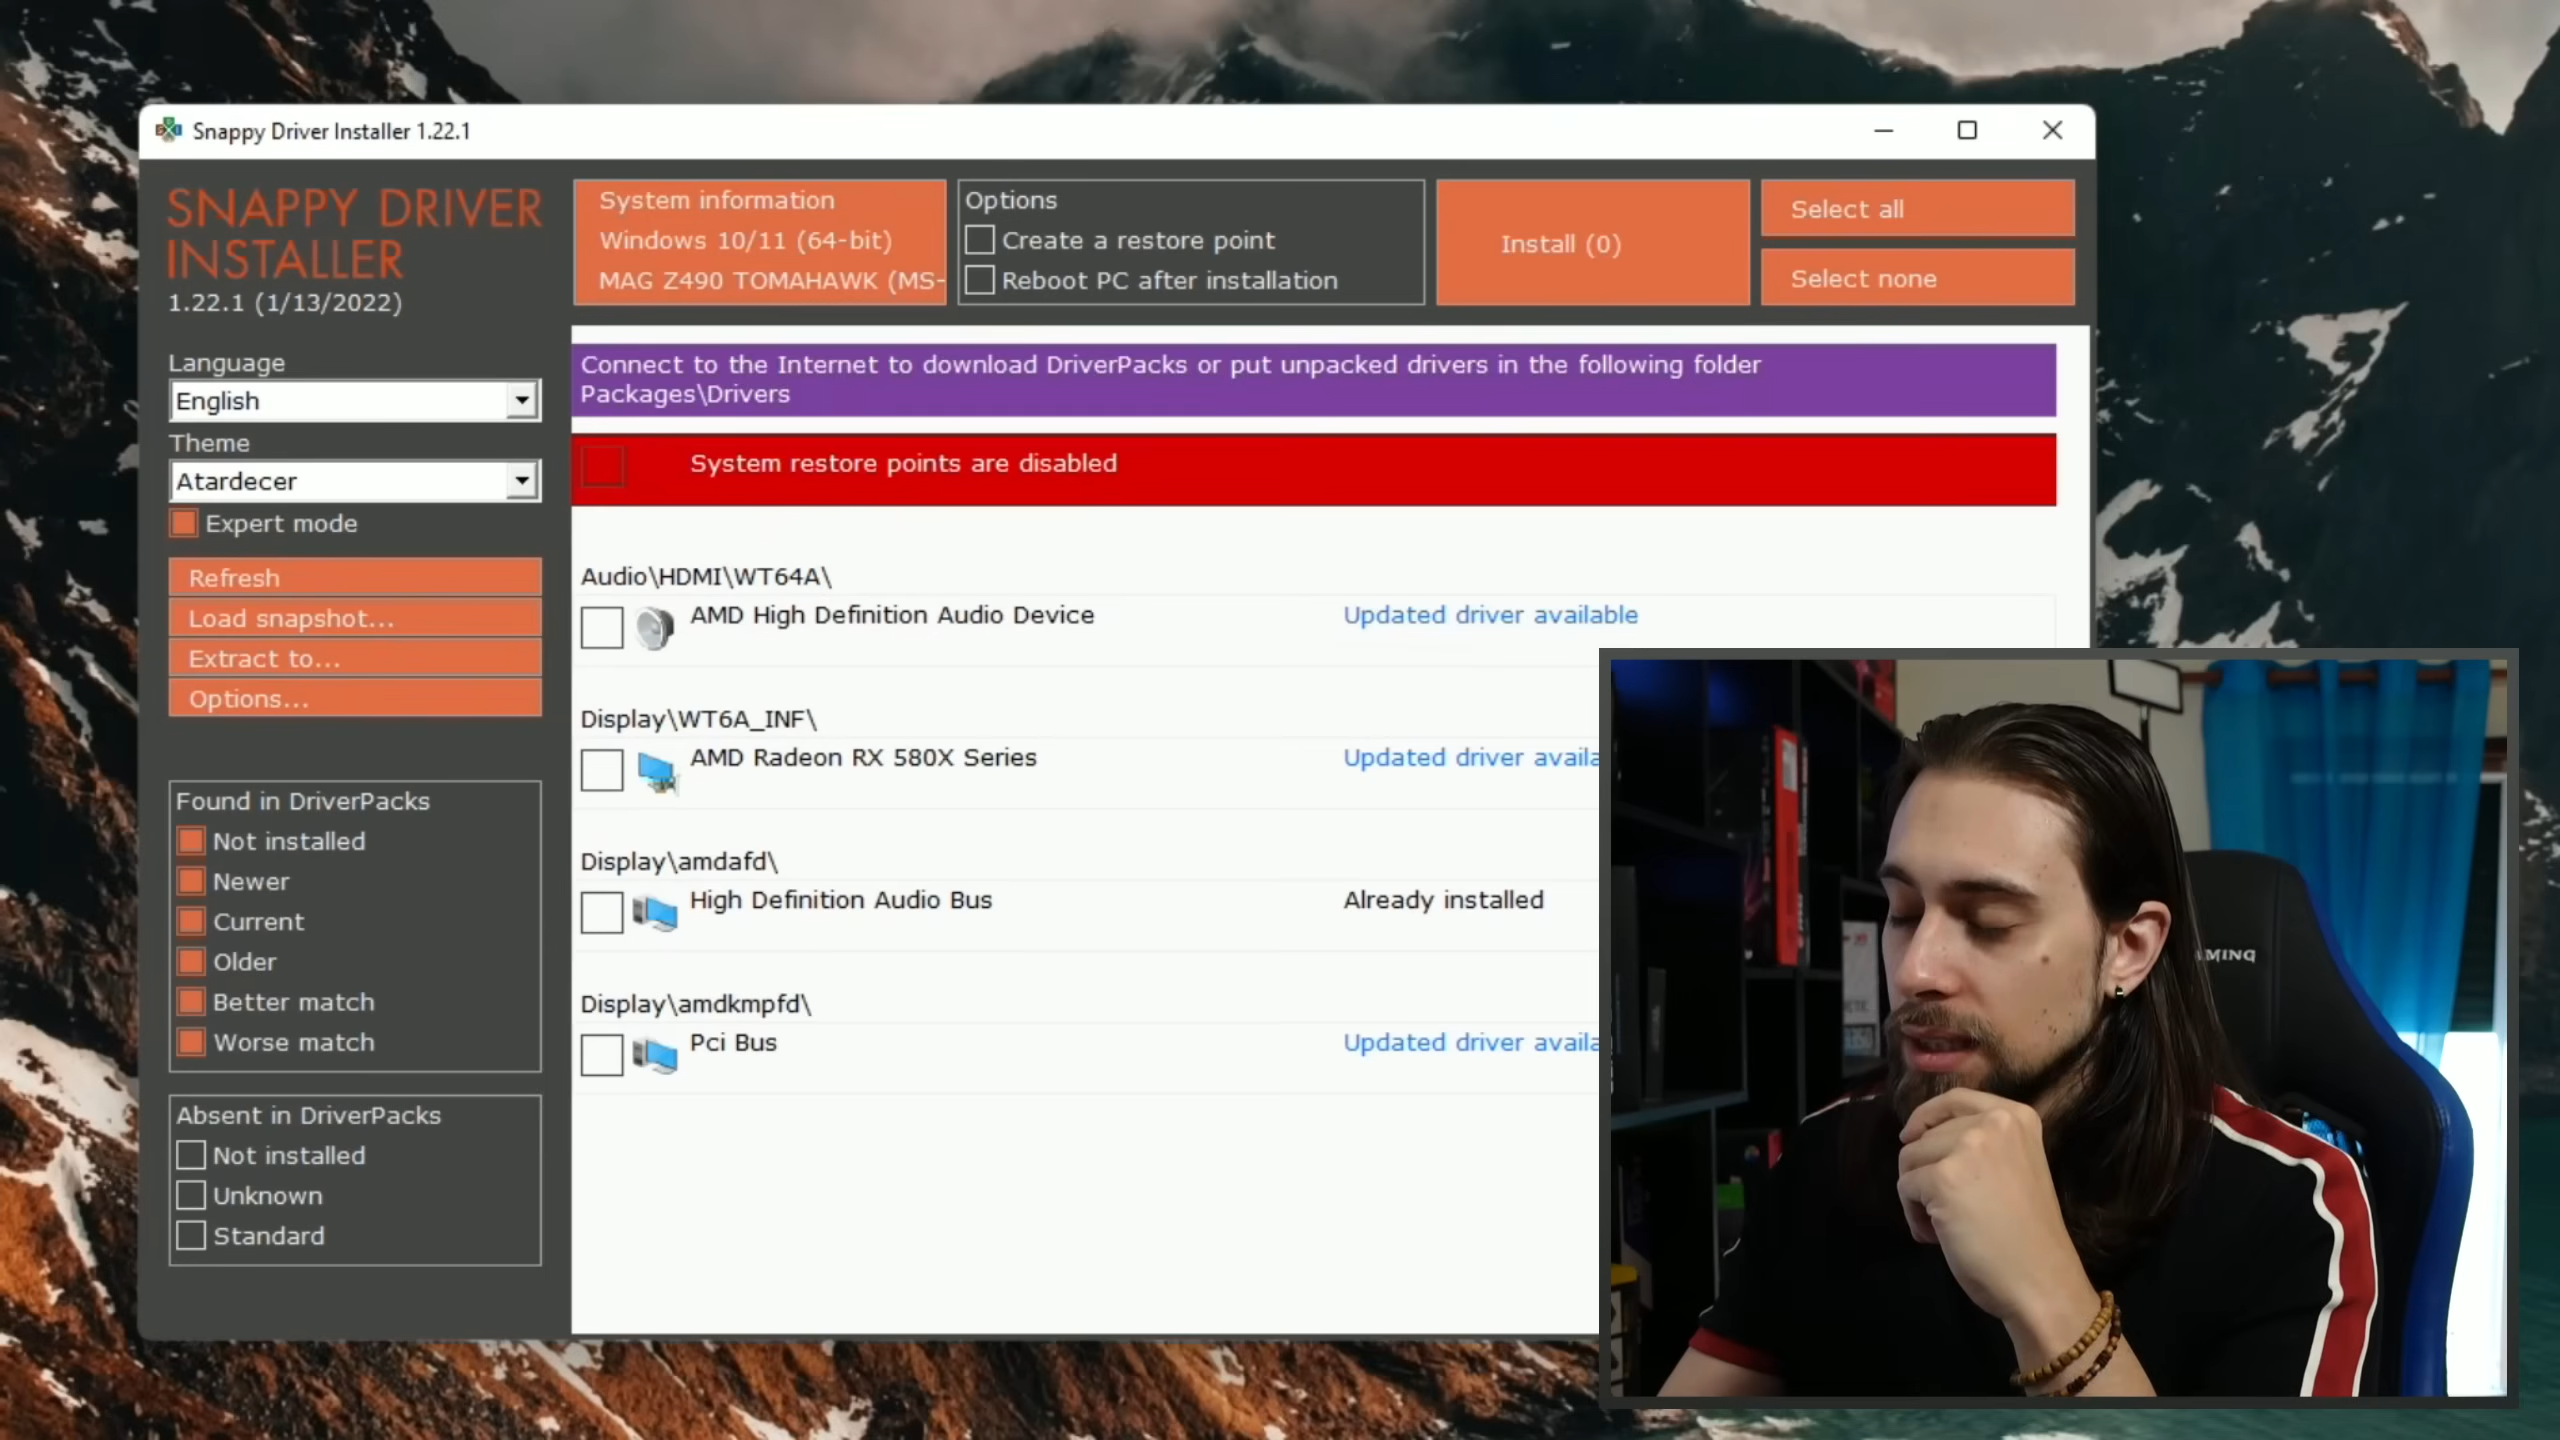 Snappy Driver Installer 1.22.1
SNAPPY DRIVER
INSTALLER
1.22.1 (1/13/2022)
Language
English
Theme
Atardecer
Expert mode
Refresh
Load snapshot...
Extract to...
Options...
Found in DriverPacks
Not installed
Newer
Current
Older
Better match
Worse match
Absent in DriverPacks
Not installed
Unknown
Standard
System information
Windows 10/11 (64-bit)
MAG Z490 TOMAHAWK (MS-
Options
Create a restore point
Reboot PC after installation
Install (0)
Select all
Select none
Connect to the Internet to download DriverPacks or put unpacked drivers in the following folder
Packages\Drivers
System restore points are disabled
Audio\HDMI\WT64A\
AMD High Definition Audio Device Updated driver available
Display\WT6A_INF\
AMD Radeon RX 580X Series Updated driver availa
Display\amdafd\
High Definition Audio Bus Already installed
Display\amdkmpfd\
Pci Bus Updated driver availa